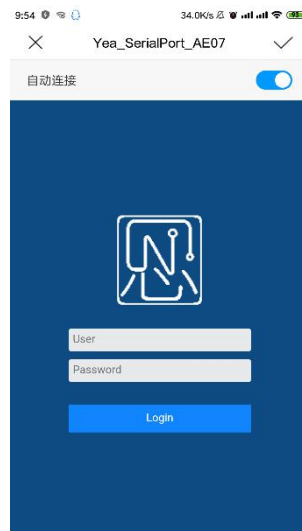 9:54 34.0K/s
Yea_SerialPort_AE07
自动连接
User
Password
Login